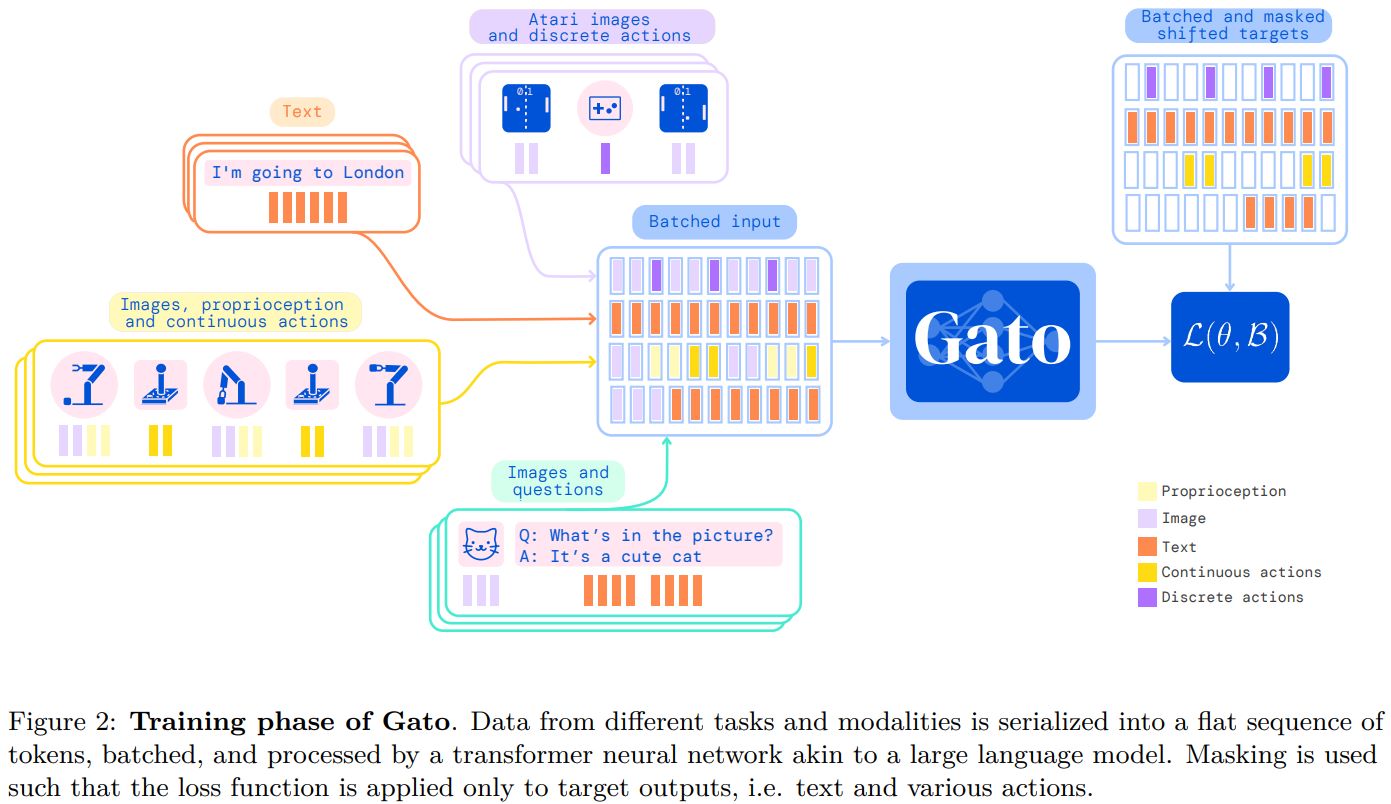 Atari images
and discrete actions
Batched and masked
shifted targets
Text
I'm going to London
0 1
0 1
Batched input
Images, proprioception
and continuous actions
Gato
L(θ, B)
Images and
questions
Q: What's in the picture?
A: It's a cute cat
Proprioception
Image
Text
Continuous actions
Discrete actions
Figure 2: Training phase of Gato. Data from different tasks and modalities is serialized into a flat sequence of
tokens, batched, and processed by a transformer neural network akin to a large language model. Masking is used
such that the loss function is applied only to target outputs, i.e. text and various actions.